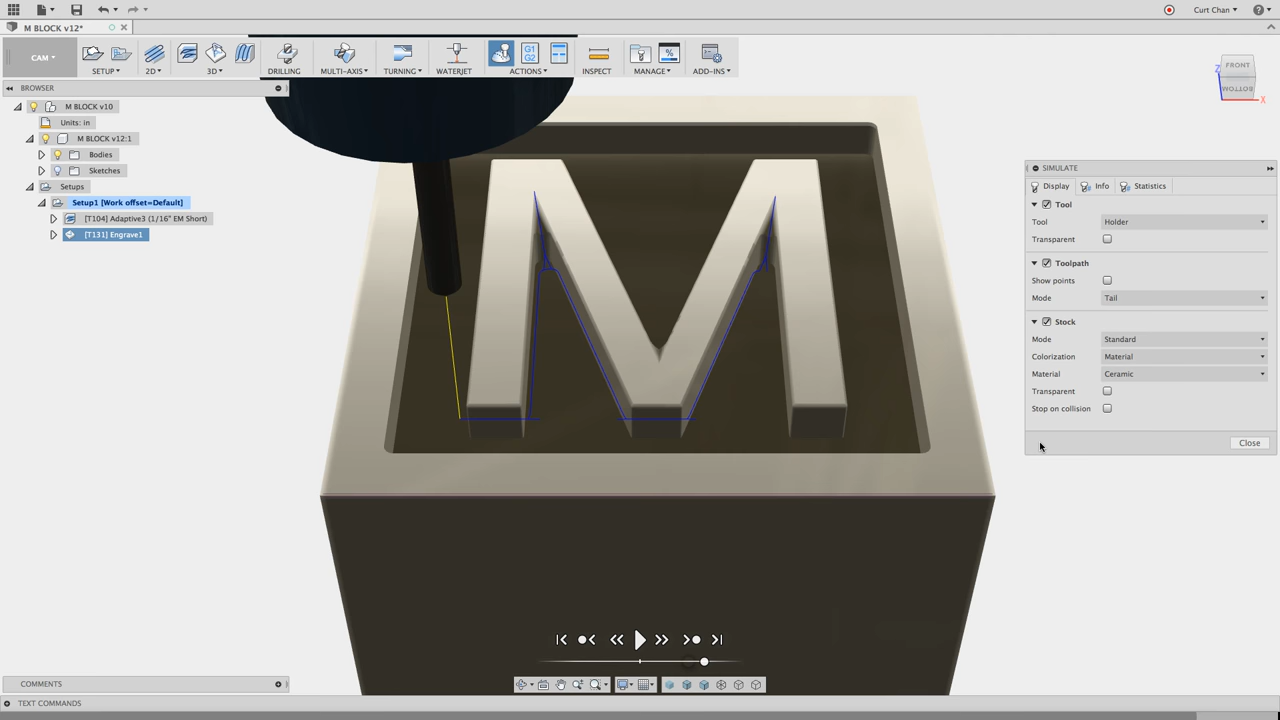 Curt Chan
M BLOCK v12*
CAM
SETUP
2D
3D
DRILLING
MULTI-AXIS
TURNING
WATERJET
G1
G2
ACTIONS
INSPECT
%
MANAGE
ADD-INS
BROWSER
M BLOCK v10
Units: in
M BLOCK v12:1
Bodies
Sketches
Setups
Setup1 [Work offset=Default]
[T104] Adaptive3 (1/16" EM Short)
[T131] Engrave1
M
Z
FRONT
BOTTOM
X
SIMULATE
Display
Info
Statistics
Tool
Tool Holder
Transparent
Toolpath
Show points
Mode Tail
Stock
Mode Standard
Colorization Material
Material Ceramic
Transparent
Stop on collision
Close
COMMENTS
TEXT COMMANDS